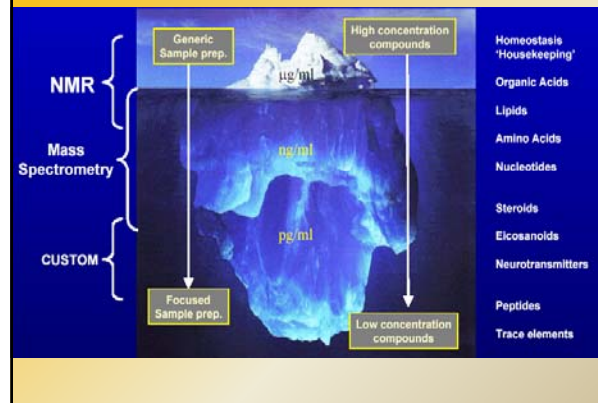 NMR
Mass
Spectrometry
CUSTOM
Generic
Sample prep.
Focused
Sample prep.
µg/ml
ng/ml
pg/ml
High concentration
compounds
Low concentration
compounds
Homeostasis
'Housekeeping'
Organic Acids
Lipids
Amino Acids
Nucleotides
Steroids
Eicosanoids
Neurotransmitters
Peptides
Trace elements